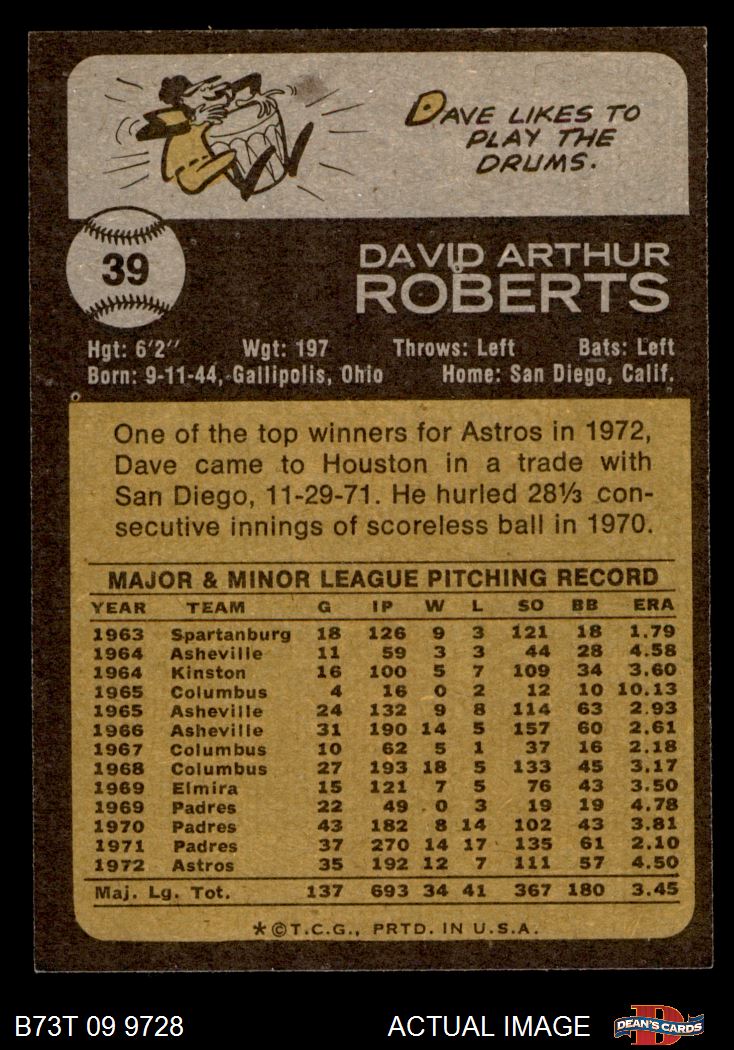 DAVE LIKES TO
PLAY THE
DRUMS.
39
DAVID ARTHUR
ROBERTS
Hgt: 6'2" Wgt: 197 Throws: Left Bats: Left
Born: 9-11-44, Gallipolis, Ohio Home: San Diego, Calif.
One of the top winners for Astros in 1972,
Dave came to Houston in a trade with
San Diego, 11-29-71. He hurled 28⅓ con-
secutive innings of scoreless ball in 1970.
MAJOR & MINOR LEAGUE PITCHING RECORD
YEAR TEAM G IP W L SO BB ERA
1963 Spartanburg 18 126 9 3 121 18 1.79
1964 Asheville 11 59 3 3 44 28 4.58
1964 Kinston 16 100 5 7 109 34 3.60
1965 Columbus 4 16 0 2 12 10 10.13
1965 Asheville 24 132 9 8 114 63 2.93
1966 Asheville 31 190 14 5 157 60 2.61
1967 Columbus 10 62 5 1 37 16 2.18
1968 Columbus 27 193 18 5 133 45 3.17
1969 Elmira 15 121 7 5 76 43 3.50
1969 Padres 22 49 0 3 19 19 4.78
1970 Padres 43 182 8 14 102 43 3.81
1971 Padres 37 270 14 17 135 61 2.10
1972 Astros 35 192 12 7 111 57 4.50
Maj. Lg. Tot. 137 693 34 41 367 180 3.45
*©T.C.G., PRTD. IN U.S.A.
B73T 09 9728 ACTUAL IMAGE D DEAN'S CARDS